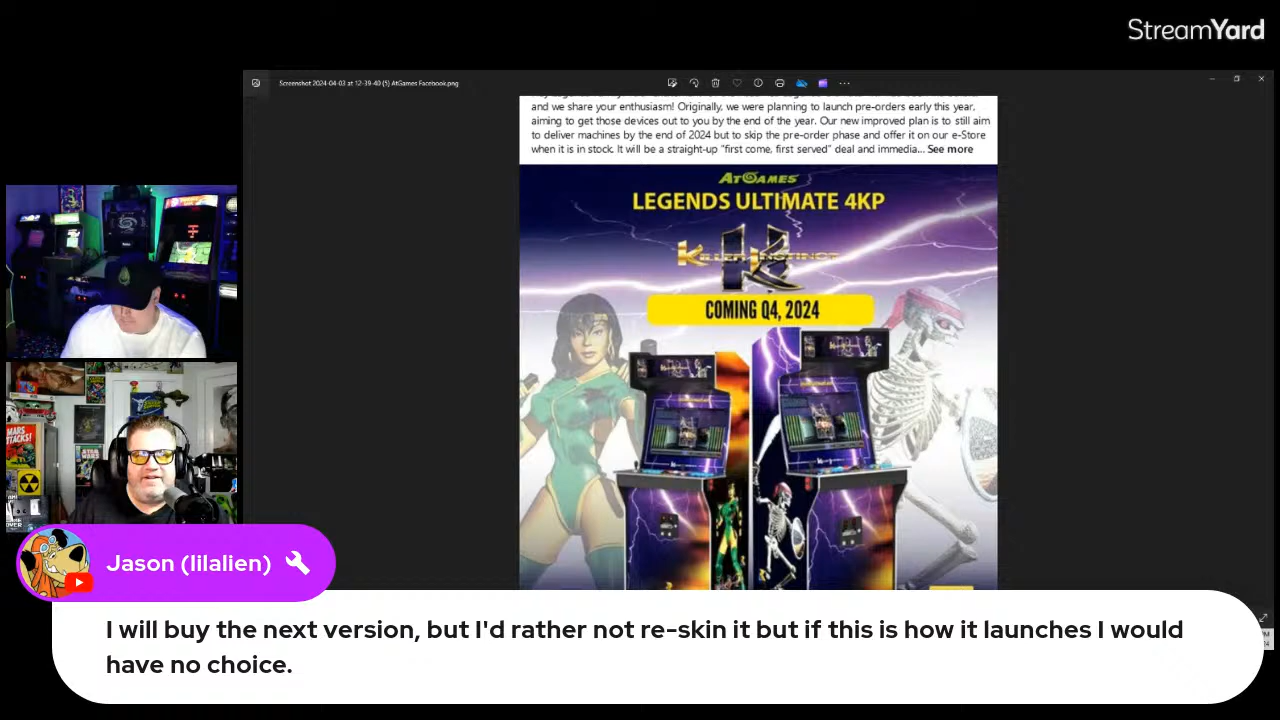 StreamYard
Screenshot 2024-04-03 at 12-39-40 (5) AtGames Facebook.png
and we share your enthusiasm! Originally, we were planning to launch pre-orders early this year,
aiming to get those devices out to you by the end of the year. Our new improved plan is to still aim
to deliver machines by the end of 2024 but to skip the pre-order phase and offer it on our e-Store
when it is in stock. It will be a straight-up "first come, first served" deal and immedia... See more
ATGAMES
LEGENDS ULTIMATE 4KP
KILLER INSTINCT
COMING Q4, 2024
MARS
ATTACKS!
STAR
WARS
Jason (lilalien)
I will buy the next version, but I'd rather not re-skin it but if this is how it launches I would
have no choice.